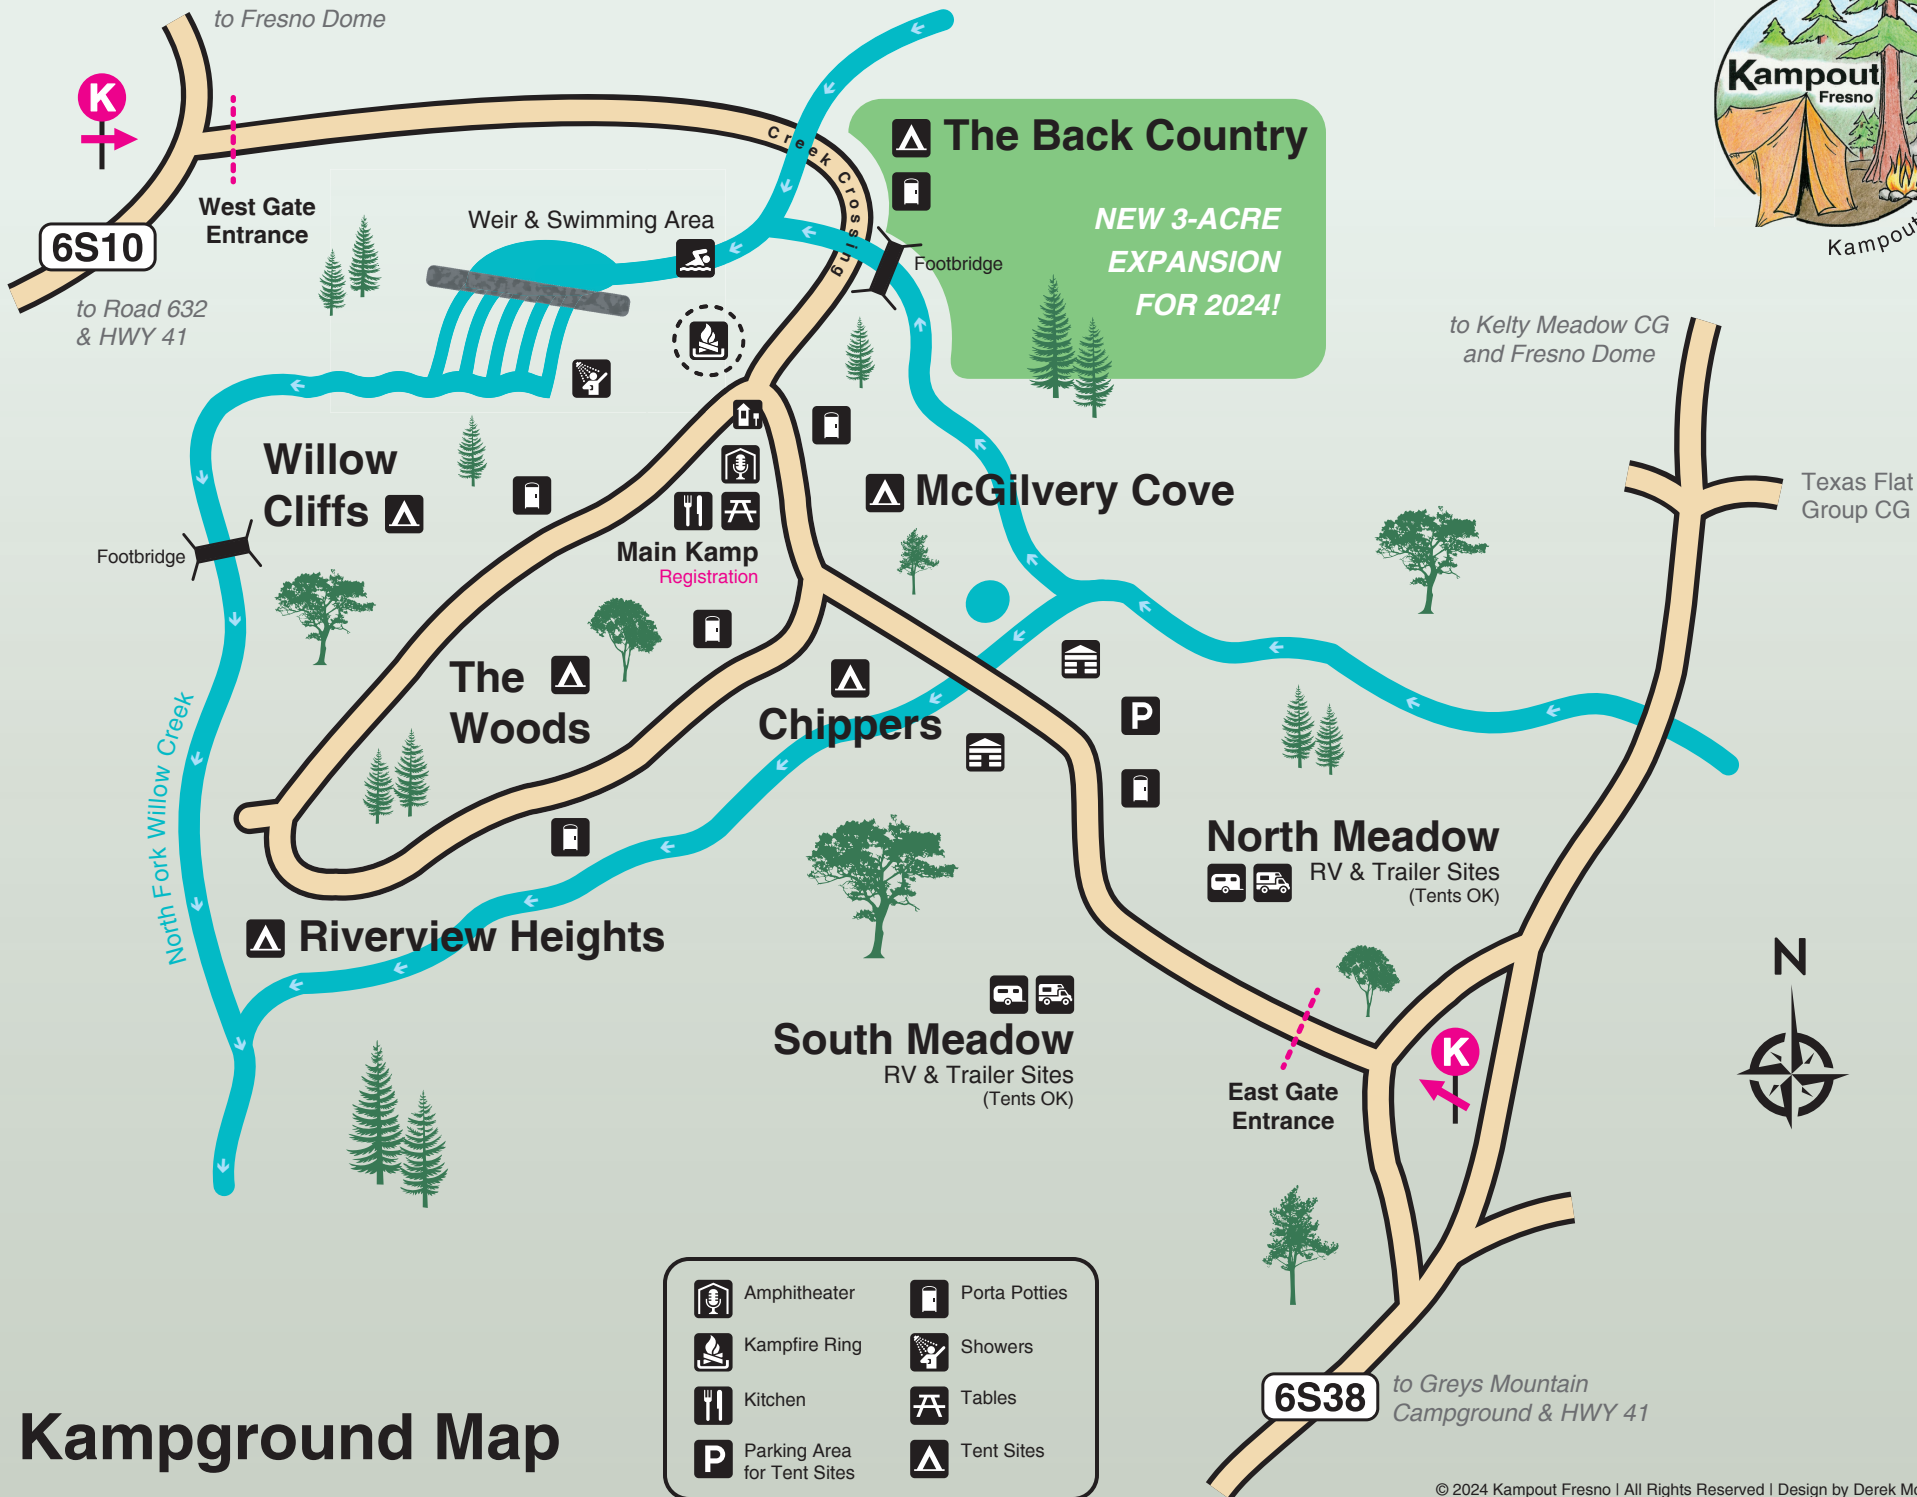 to Fresno Dome
K
Kampout
Fresno
Creek Crossing
The Back Country
NEW 3-ACRE
EXPANSION
FOR 2024!
West Gate
Entrance
6S10
Weir & Swimming Area
Footbridge
to Road 632
& HWY 41
to Kelty Meadow CG
and Fresno Dome
Willow
Cliffs
McGilvery Cove
Texas Flat
Group CG
Footbridge
Main Kamp
Registration
The
Woods
Chippers
P
North Fork Willow Creek
North Meadow
RV & Trailer Sites
(Tents OK)
Riverview Heights
N
South Meadow
RV & Trailer Sites
(Tents OK)
K
East Gate
Entrance
Amphitheater
Porta Potties
Kampfire Ring
Showers
Kitchen
Tables
P
Parking Area
for Tent Sites
Tent Sites
6S38
to Greys Mountain
Campground & HWY 41
Kampground Map
© 2024 Kampout Fresno | All Rights Reserved | Design by Derek